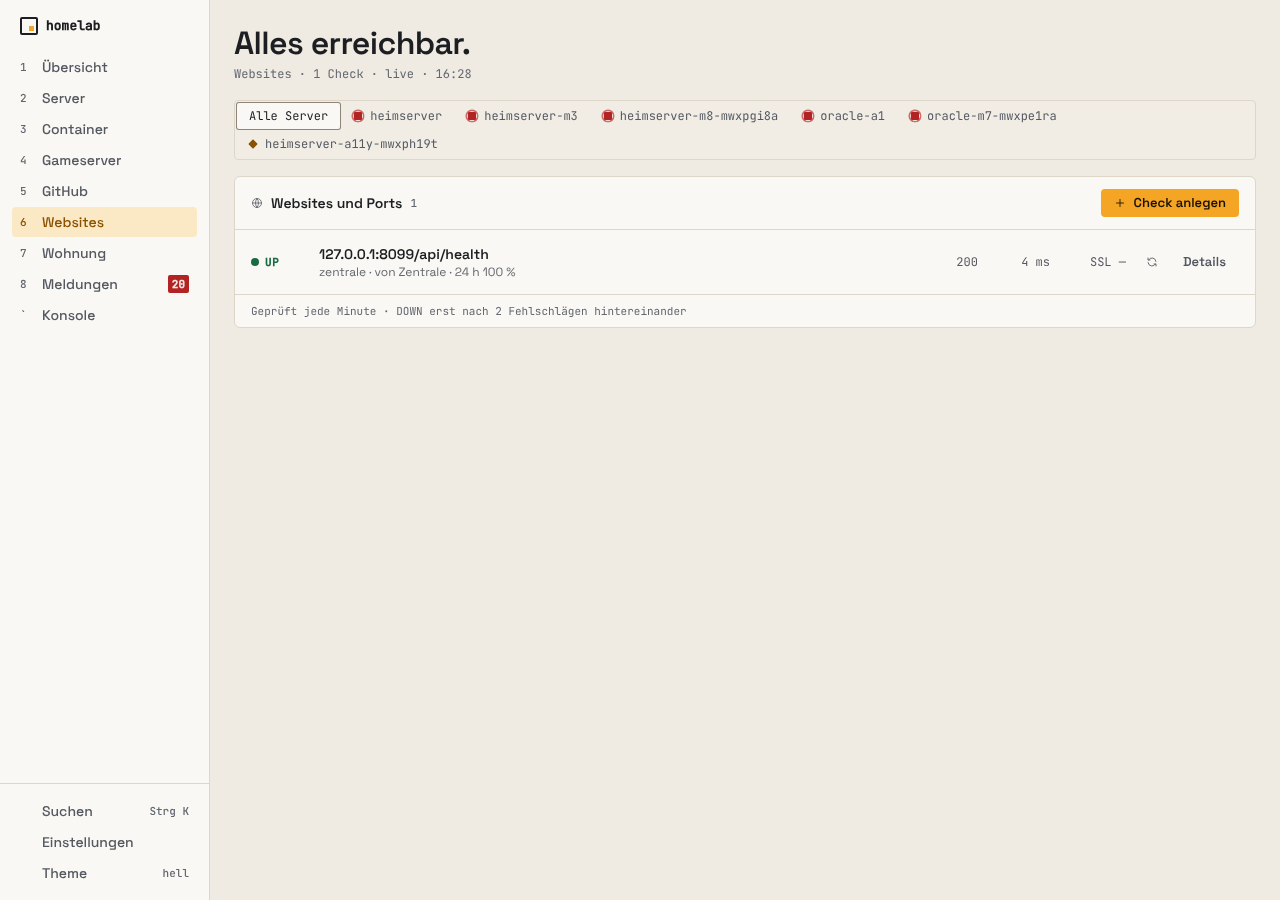 homelab
1 Übersicht
2 Server
3 Container
4 Gameserver
5 GitHub
6 Websites
7 Wohnung
8 Meldungen 20
` Konsole
Suchen Strg K
Einstellungen
Theme hell
Alles erreichbar.
Websites · 1 Check · live · 16:28
Alle Server heimserver heimserver-m3 heimserver-m8-mwxpgi8a oracle-a1 oracle-m7-mwxpe1ra
heimserver-a11y-mwxph19t
Websites und Ports 1 + Check anlegen
UP 127.0.0.1:8099/api/health 200 4 ms SSL — Details
zentrale · von Zentrale · 24 h 100 %
Geprüft jede Minute · DOWN erst nach 2 Fehlschlägen hintereinander